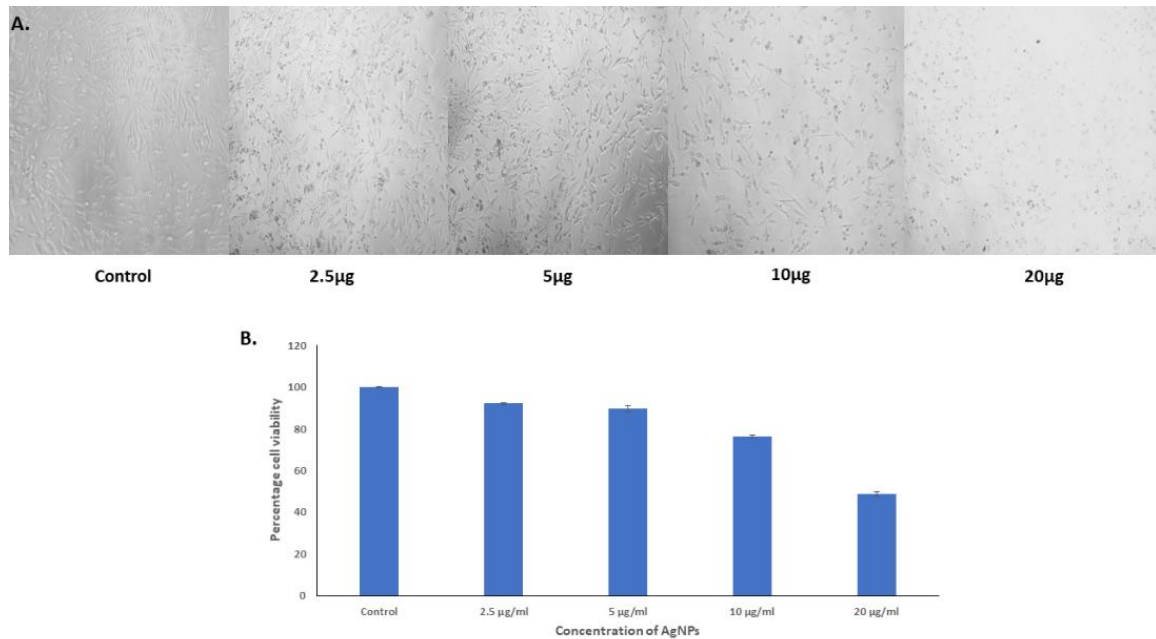 A.
Control 2.5µg 5µg 10µg 20µg
B.
120
100
80
60
40
20
0
Percentage cell viability
Control 2.5 µg/ml 5 µg/ml 10 µg/ml 20 µg/ml
Concentration of AgNPs